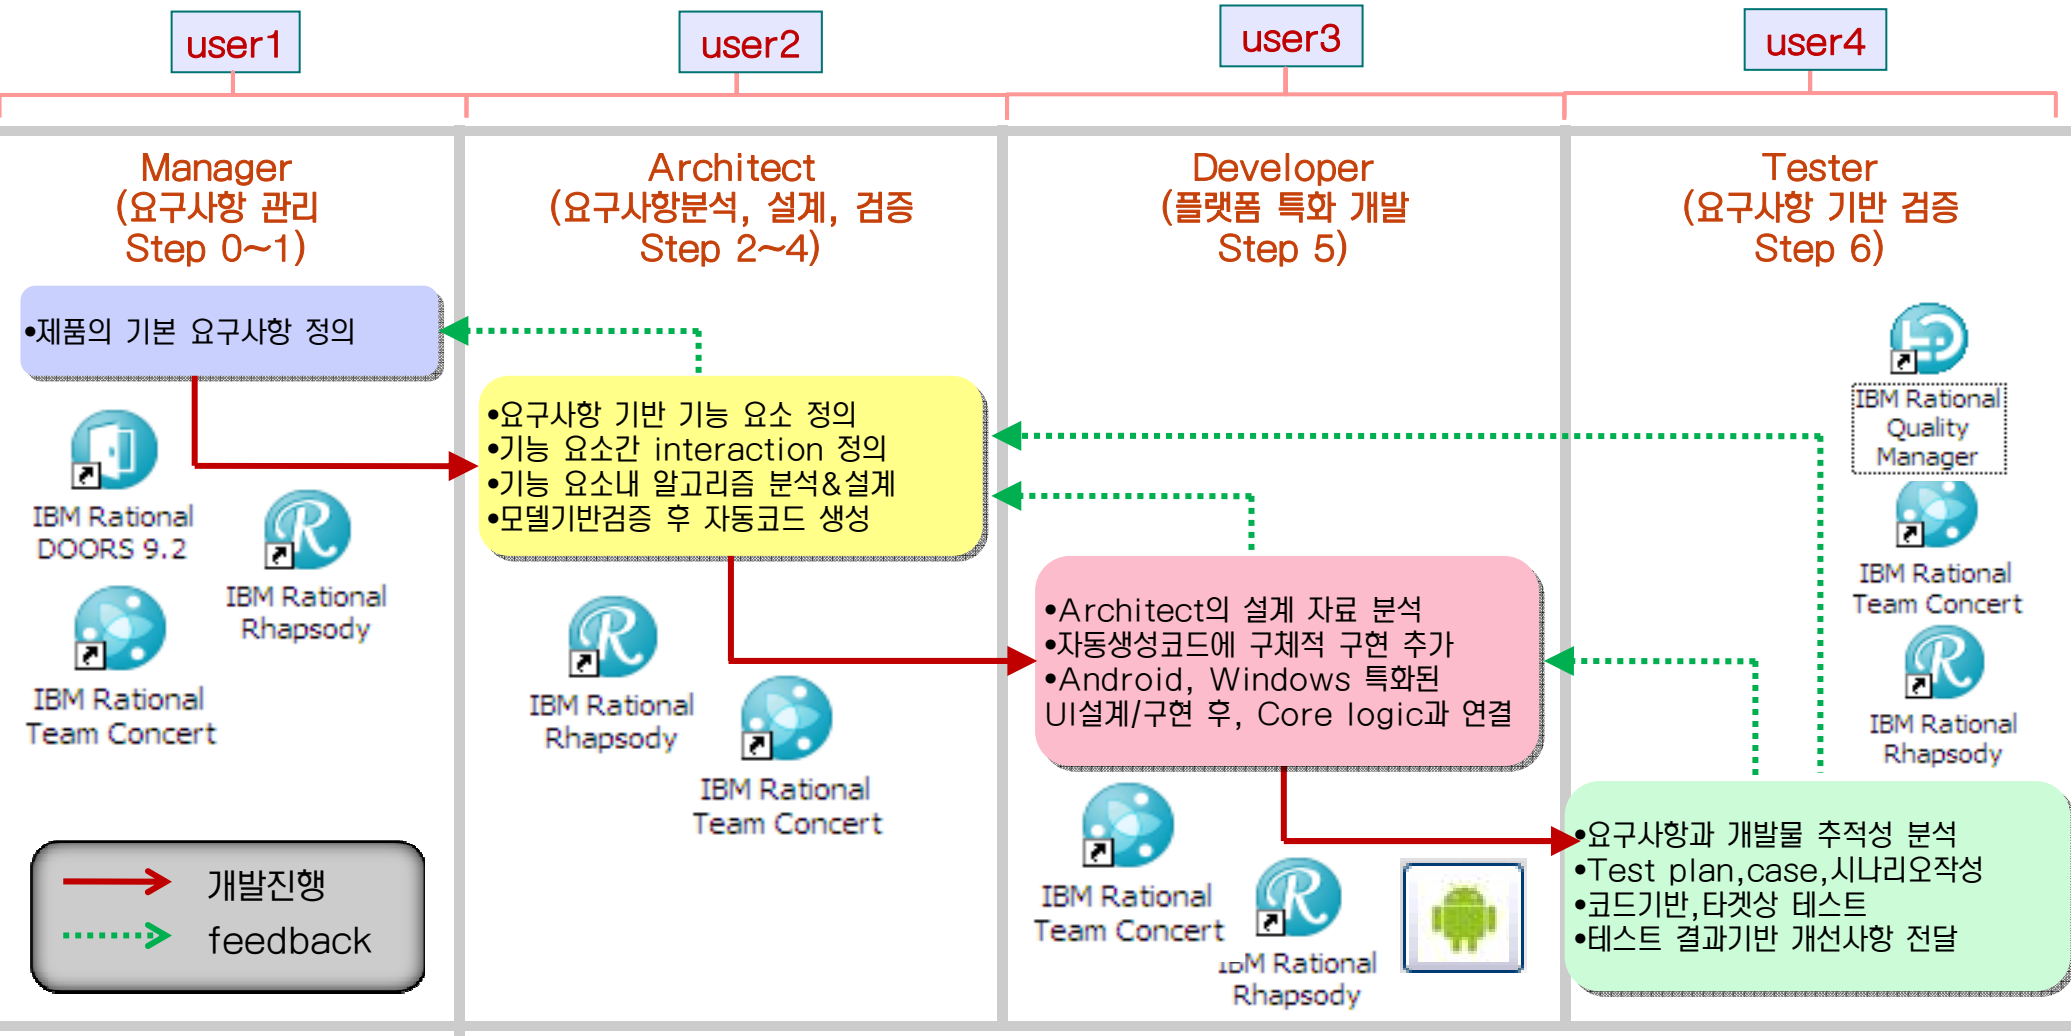 user1
user2
user3
user4
Manager
(요구사항 관리
Step 0~1)
Architect
(요구사항분석, 설계, 검증
Step 2~4)
Developer
(플랫폼 특화 개발
Step 5)
Tester
(요구사항 기반 검증
Step 6)
•제품의 기본 요구사항 정의
IBM Rational
DOORS 9.2
IBM Rational
Rhapsody
IBM Rational
Team Concert
•요구사항 기반 기능 요소 정의
•기능 요소간 interaction 정의
•기능 요소내 알고리즘 분석&설계
•모델기반검증 후 자동코드 생성
IBM Rational
Rhapsody
IBM Rational
Team Concert
•Architect의 설계 자료 분석
•자동생성코드에 구체적 구현 추가
•Android, Windows 특화된
UI설계/구현 후, Core logic과 연결
IBM Rational
Team Concert
IBM Rational
Rhapsody
IBM Rational
Quality
Manager
IBM Rational
Team Concert
IBM Rational
Rhapsody
•요구사항과 개발물 추적성 분석
•Test plan,case,시나리오작성
•코드기반,타겟상 테스트
•테스트 결과기반 개선사항 전달
개발진행
feedback